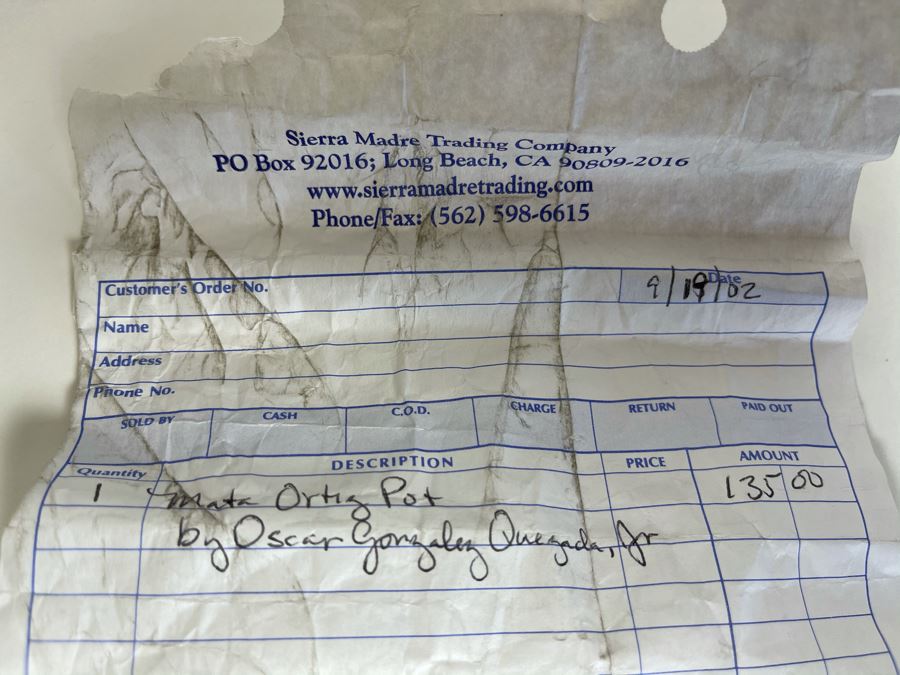 Sierra Madre Trading Company
PO Box 92016; Long Beach, CA 90809-2016
www.sierramadretrading.com
Phone/Fax: (562) 598-6615
Customer's Order No. Date 9/19/02
Name
Address
Phone No.
SOLD BY CASH C.O.D. CHARGE RETURN PAID OUT
Quantity DESCRIPTION PRICE AMOUNT
1 Mata Ortiz Pot 135 00
by Oscar Gonzalez Quezada, Jr